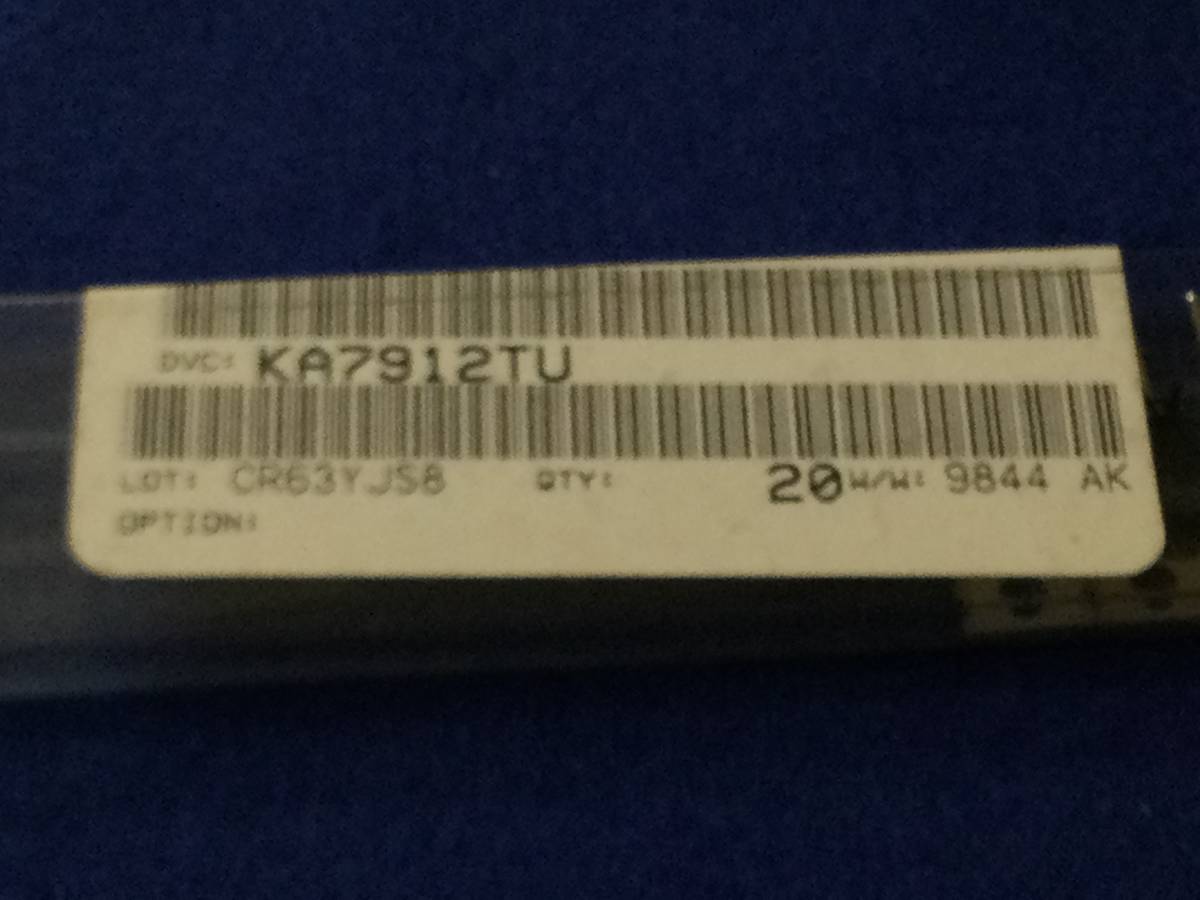 DVC: KA7912TU
LOT: CR63YJS8 QTY: 20 W/W: 9844 AK
OPTION: